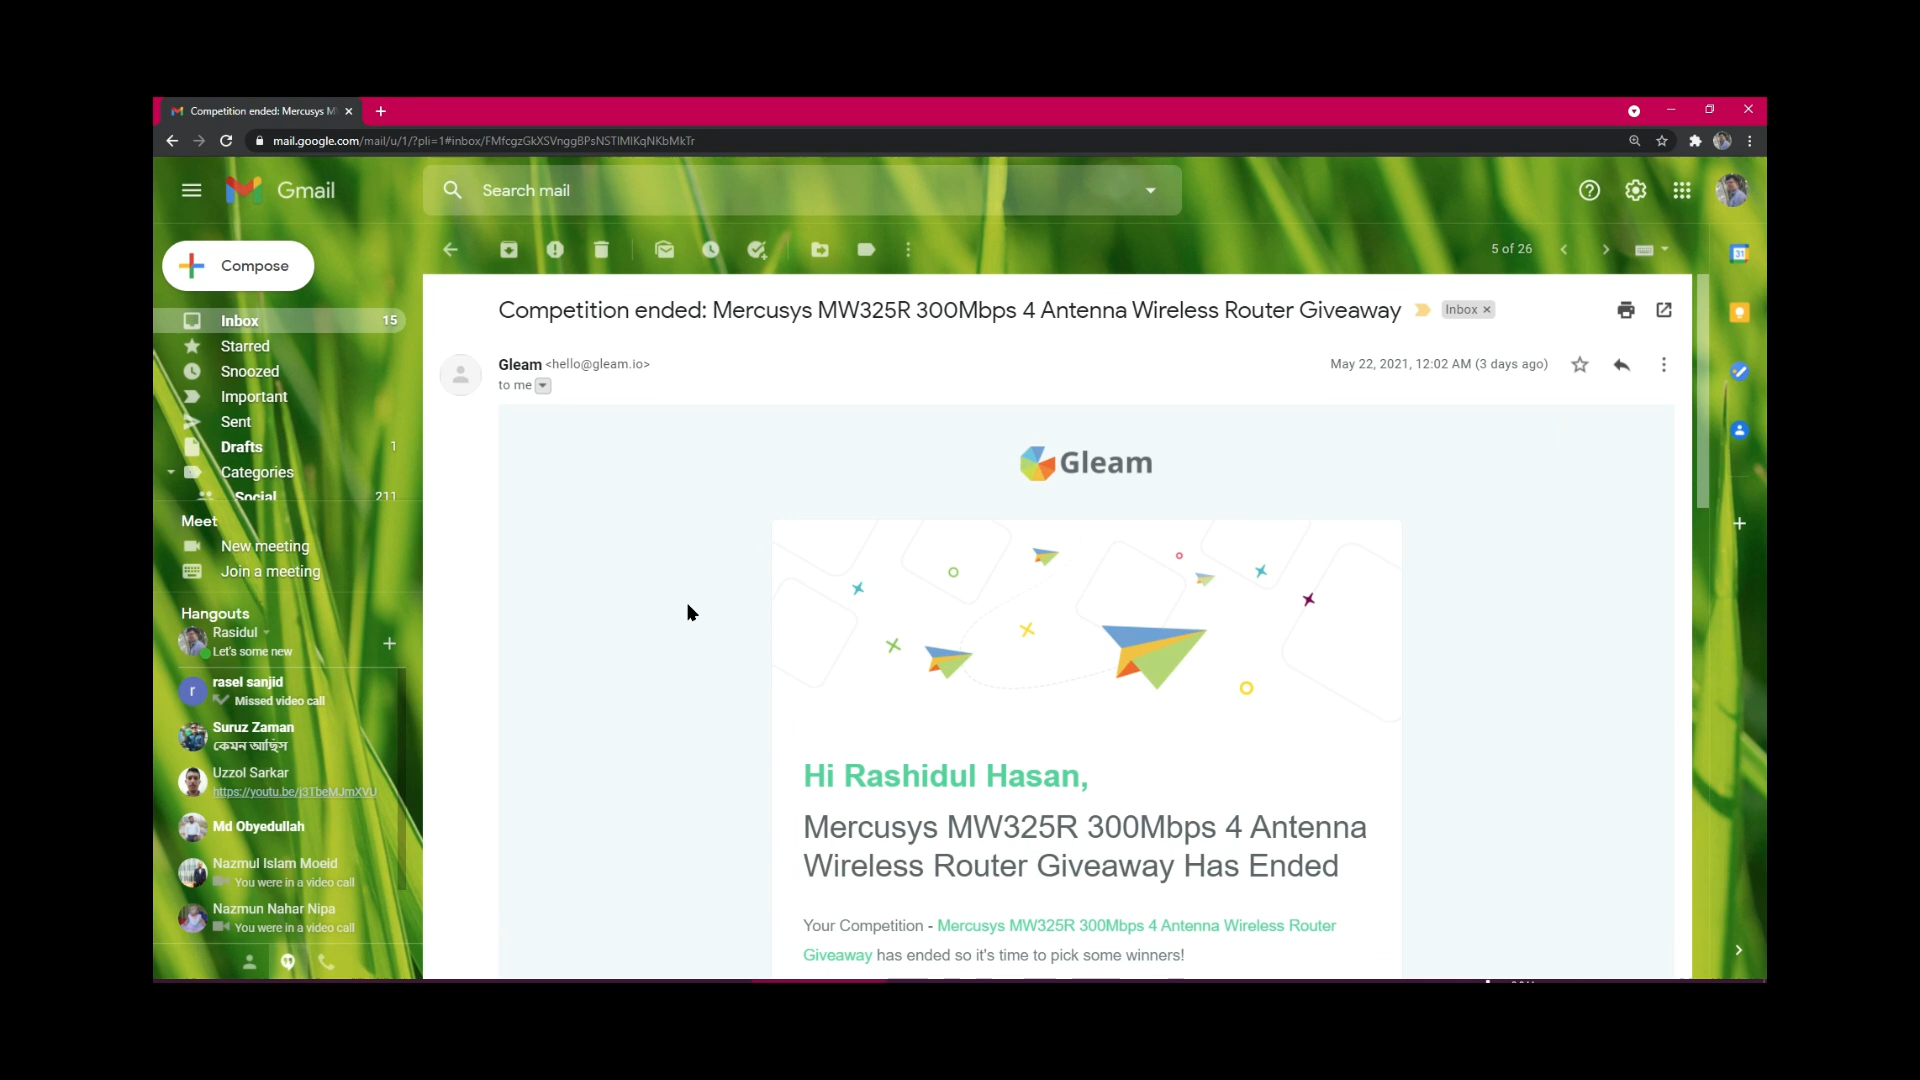 Competition ended: Mercusys M
mail.google.com/mail/u/1/?pli=1#inbox/FMfcgzGkXSVnggBPsNSTlMlKqNKbMkTr
Gmail
Search mail
Compose
5 of 26
31
Inbox 15
Starred
Snoozed
Important
Sent
Drafts 1
Categories
Social 211
Meet
New meeting
Join a meeting
Hangouts
Rasidul
Let's some new
r
rasel sanjid
Missed video call
Suruz Zaman
কেমন আছিস
Uzzol Sarkar
https://youtu.be/j3TbeMJmXVU
Md Obyedullah
Nazmul Islam Moeid
You were in a video call
Nazmun Nahar Nipa
You were in a video call
Competition ended: Mercusys MW325R 300Mbps 4 Antenna Wireless Router Giveaway
Inbox
Gleam <hello@gleam.io>
May 22, 2021, 12:02 AM (3 days ago)
to me
Gleam
Hi Rashidul Hasan,
Mercusys MW325R 300Mbps 4 Antenna
Wireless Router Giveaway Has Ended
Your Competition - Mercusys MW325R 300Mbps 4 Antenna Wireless Router
Giveaway has ended so it's time to pick some winners!